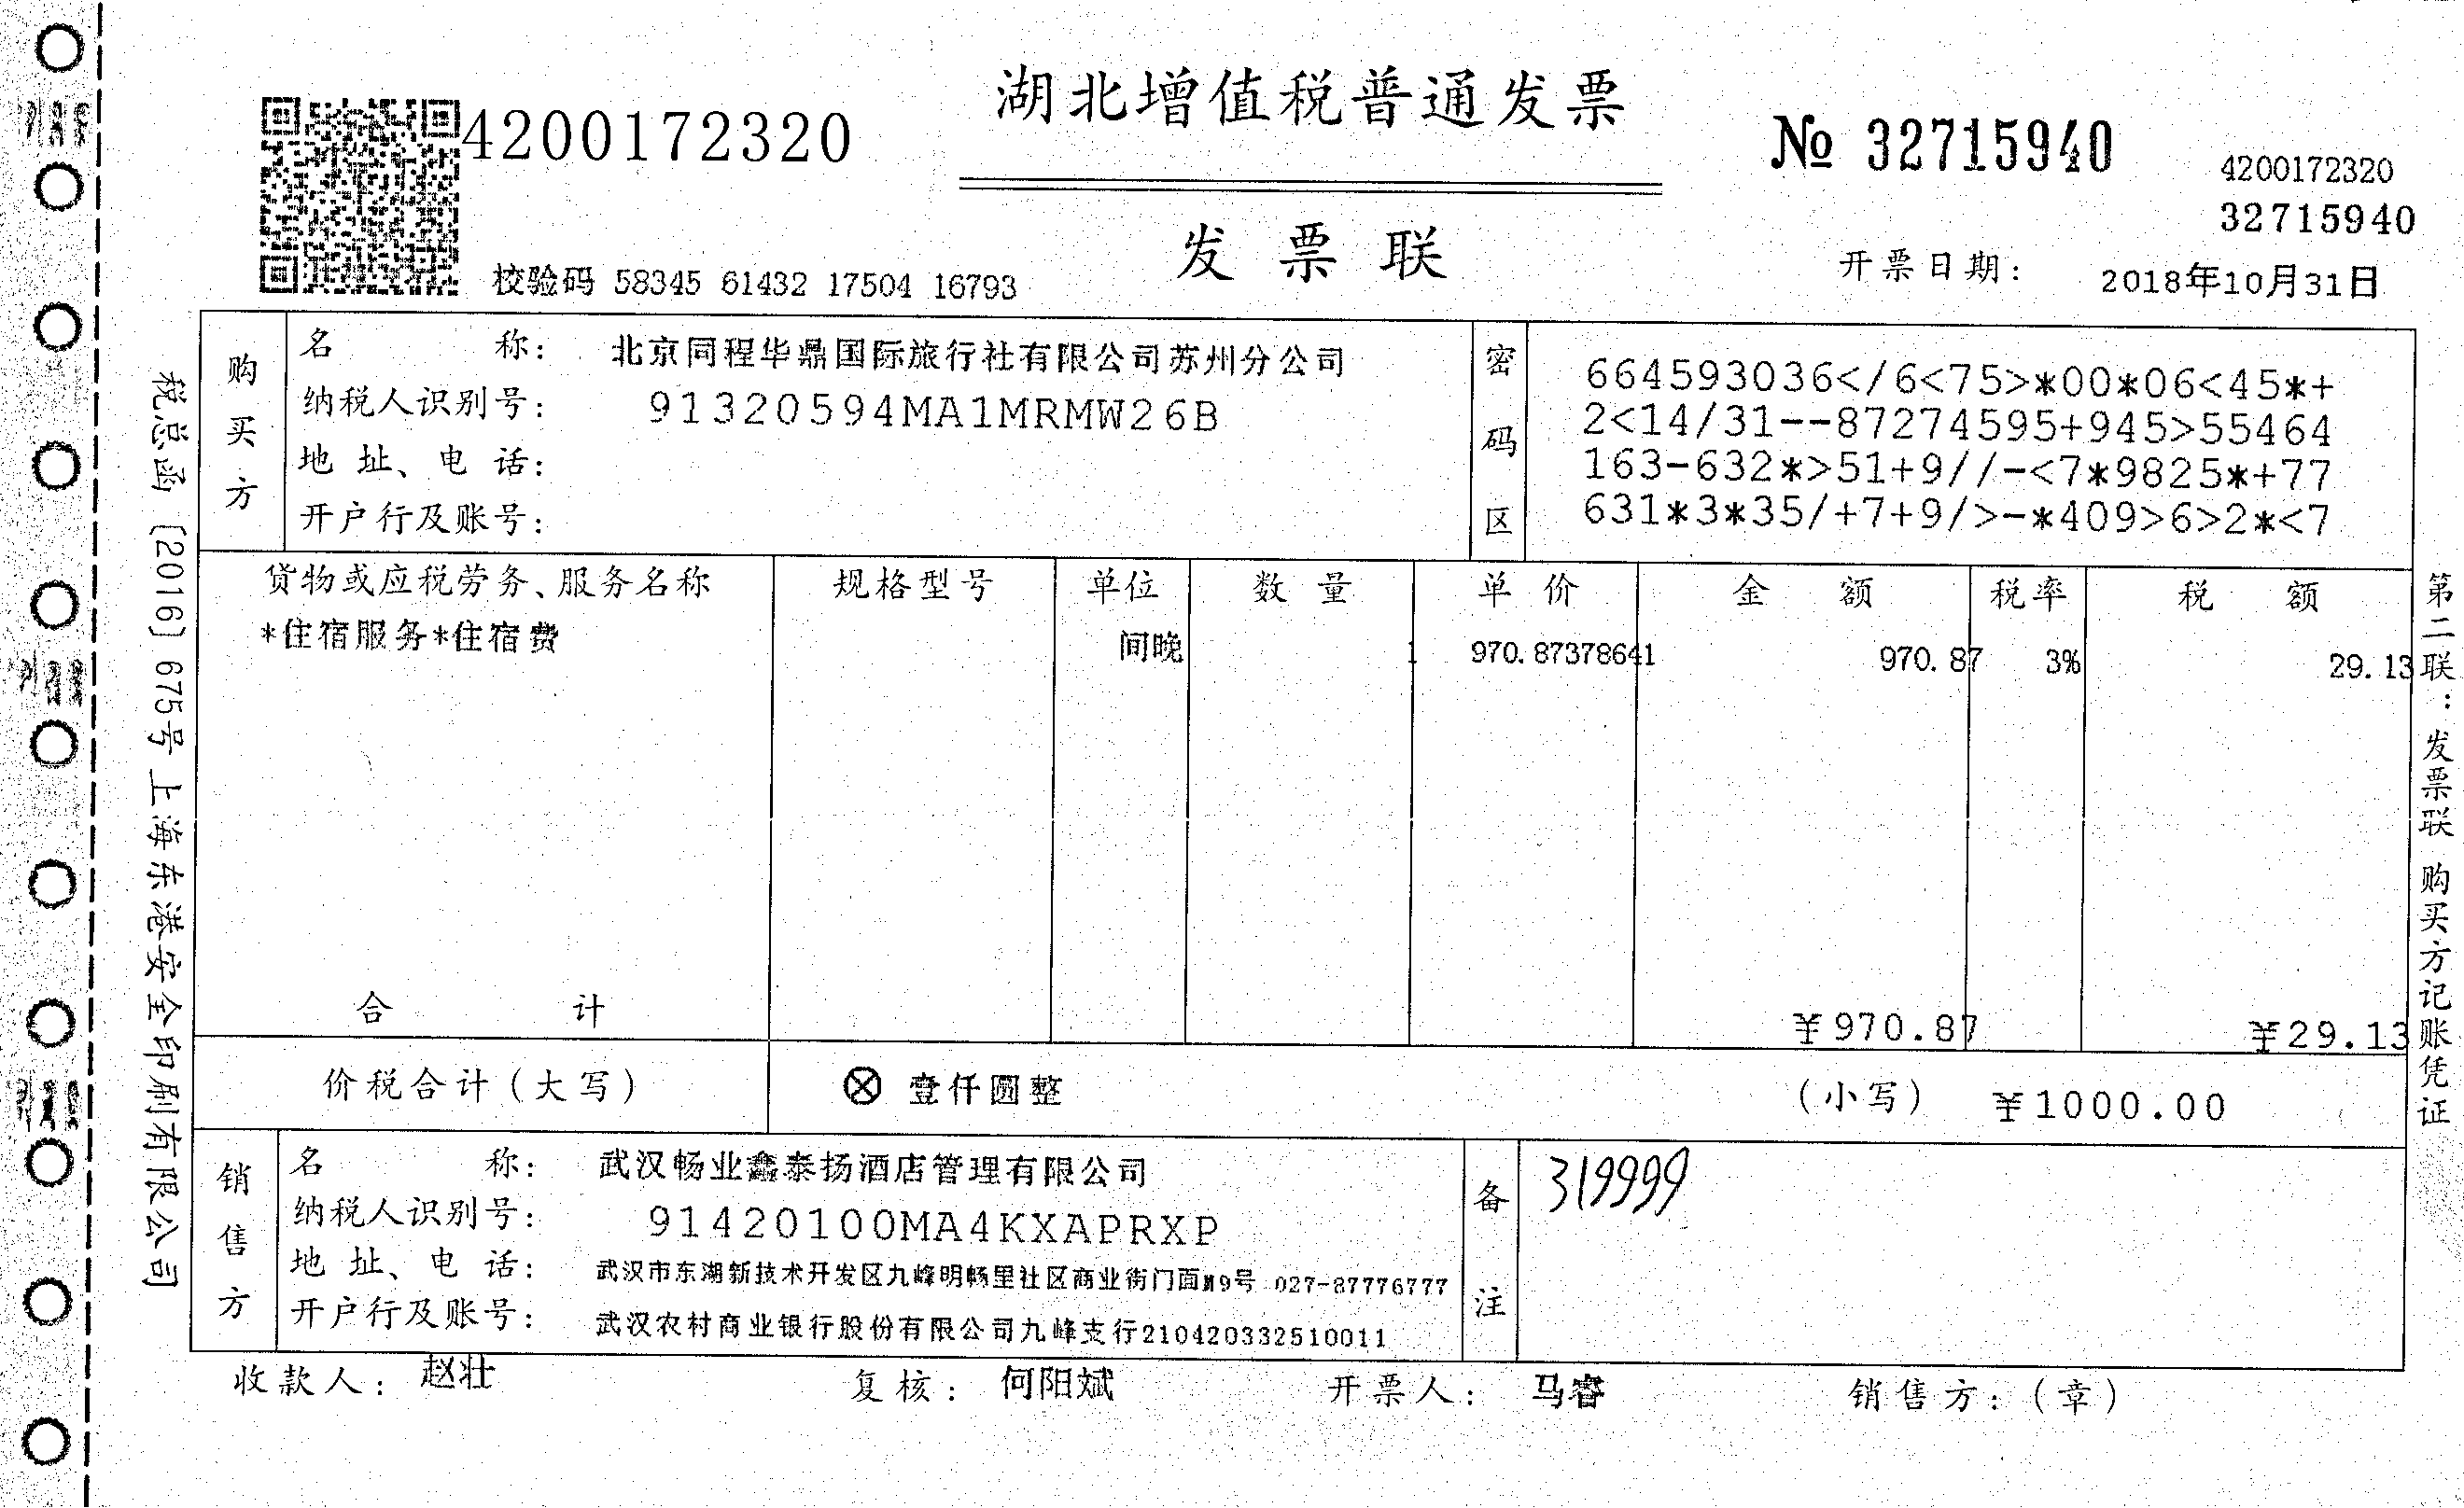 湖北增值税普通发票
4200172320
№ 32715940
4200172320
32715940
发票联
校验码 58345 61432 17504 16793
开票日期： 2018年10月31日
税总函〔2016〕675号 上海东港安全印刷有限公司
购买方
名称： 北京同程华鼎国际旅行社有限公司苏州分公司
纳税人识别号： 91320594MA1MRMW26B
地址、电话：
开户行及账号：
密码区
664593036</6<75>*00*06<45*+
2<14/31--87274595+945>55464
163-632*>51+9//-<7*9825*+77
631*3*35/+7+9/>-*409>6>2*<7
货物或应税劳务、服务名称 规格型号 单位 数量 单价 金额 税率 税额
*住宿服务*住宿费 间晚 1 970.87378641 970.87 3% 29.13
合计 ¥970.87 ¥29.13
价税合计（大写） ⊗ 壹仟圆整 （小写） ¥1000.00
销售方
名称： 武汉畅业鑫泰扬酒店管理有限公司
纳税人识别号： 91420100MA4KXAPRXP
地址、电话： 武汉市东湖新技术开发区九峰明畅里社区商业街门面M9号 027-87776777
开户行及账号： 武汉农村商业银行股份有限公司九峰支行210420332510011
备注
319999
收款人： 赵壮 复核： 何阳斌 开票人： 马睿 销售方：（章）
第二联：发票联 购买方记账凭证